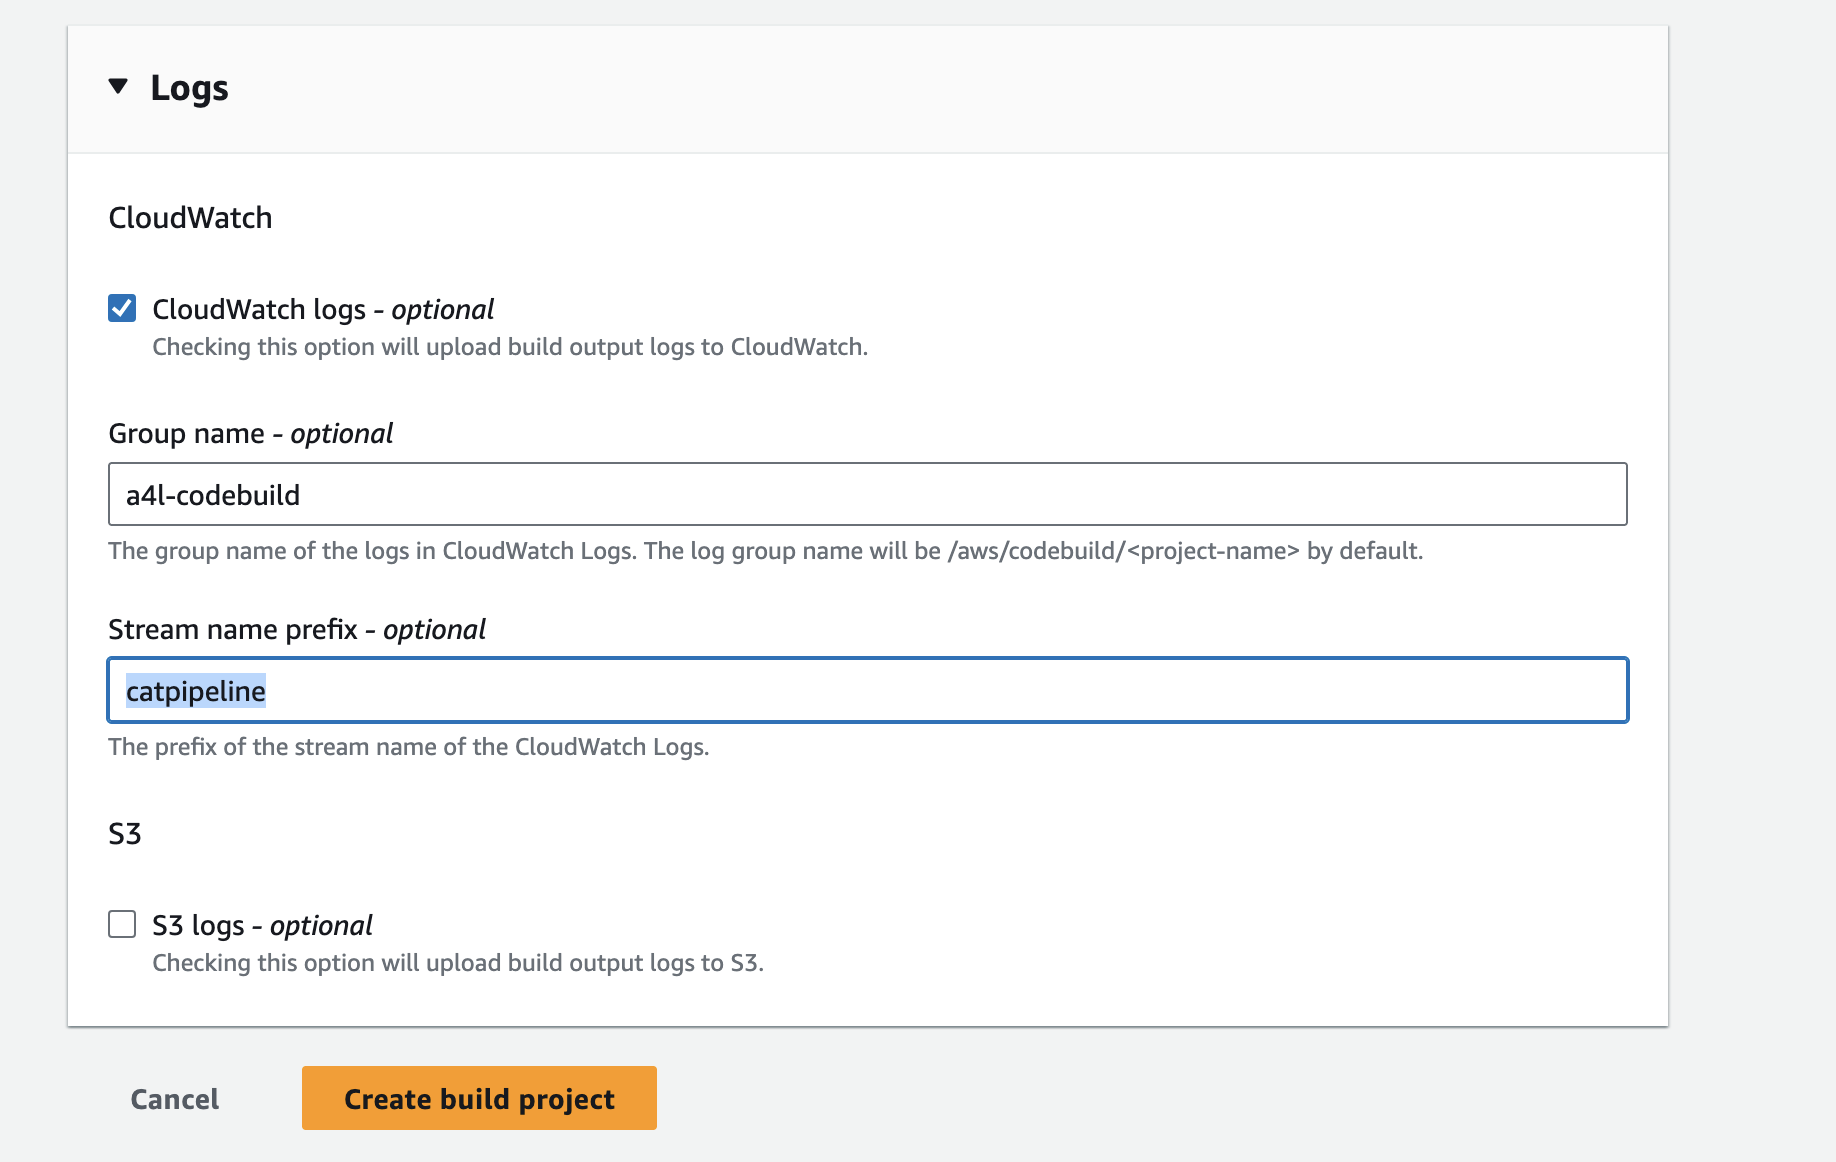 Logs
CloudWatch
CloudWatch logs - optional
Checking this option will upload build output logs to CloudWatch.
Group name - optional
a4l-codebuild
The group name of the logs in CloudWatch Logs. The log group name will be /aws/codebuild/<project-name> by default.
Stream name prefix - optional
catpipeline
The prefix of the stream name of the CloudWatch Logs.
S3
S3 logs - optional
Checking this option will upload build output logs to S3.
Cancel
Create build project